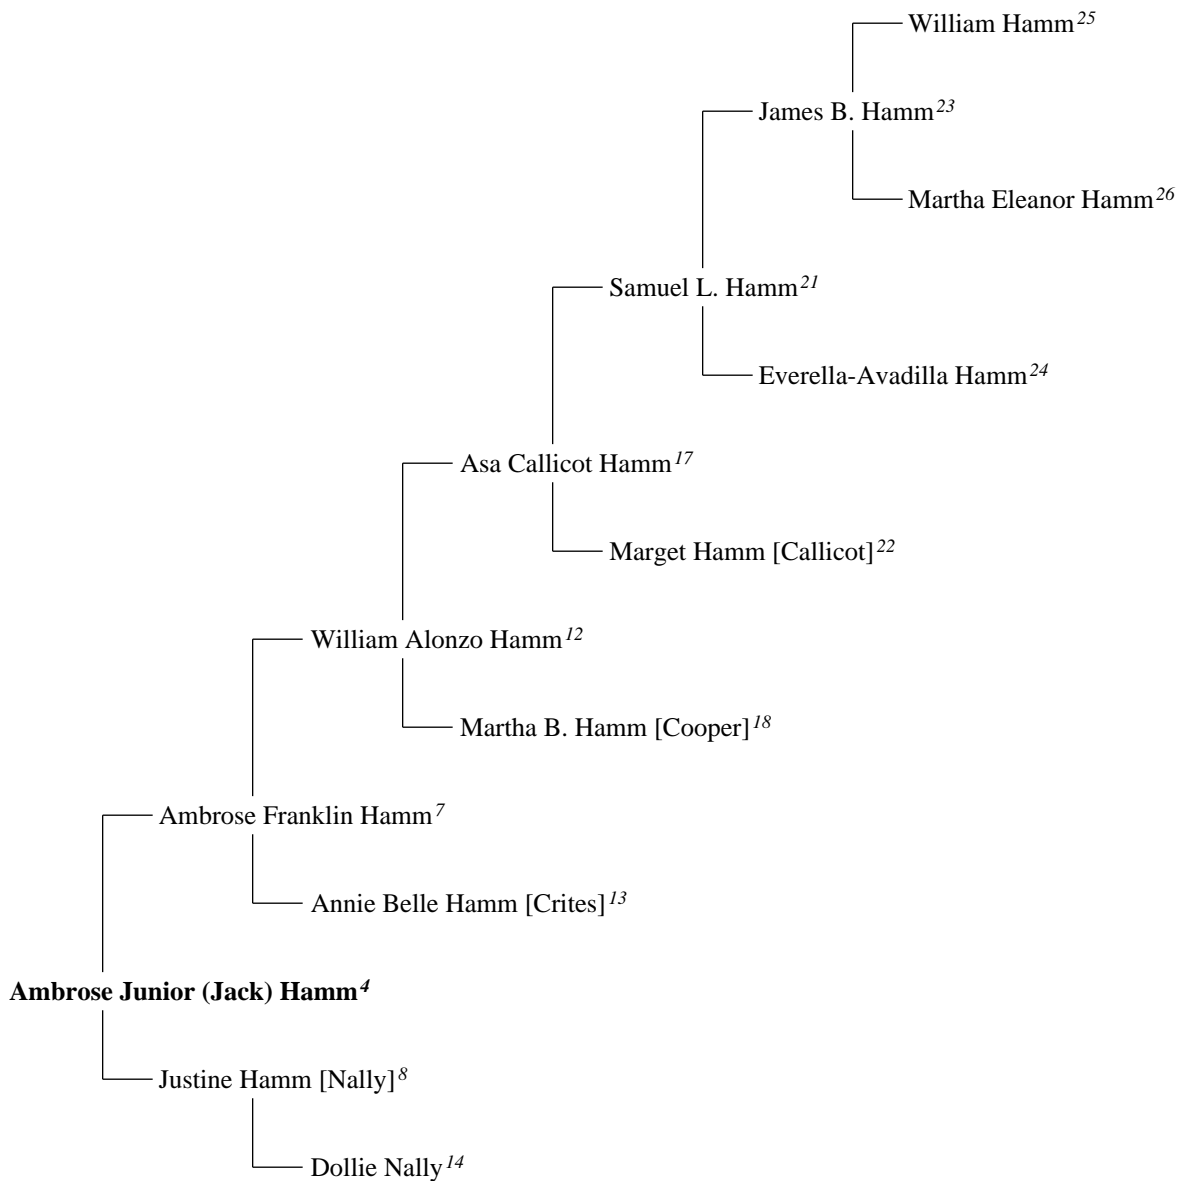 William Hamm25
James B. Hamm23
Martha Eleanor Hamm26
Samuel L. Hamm21
Everella-Avadilla Hamm24
Asa Callicot Hamm17
Marget Hamm [Callicot]22
William Alonzo Hamm12
Martha B. Hamm [Cooper]18
Ambrose Franklin Hamm7
Annie Belle Hamm [Crites]13
Ambrose Junior (Jack) Hamm4
Justine Hamm [Nally]8
Dollie Nally14